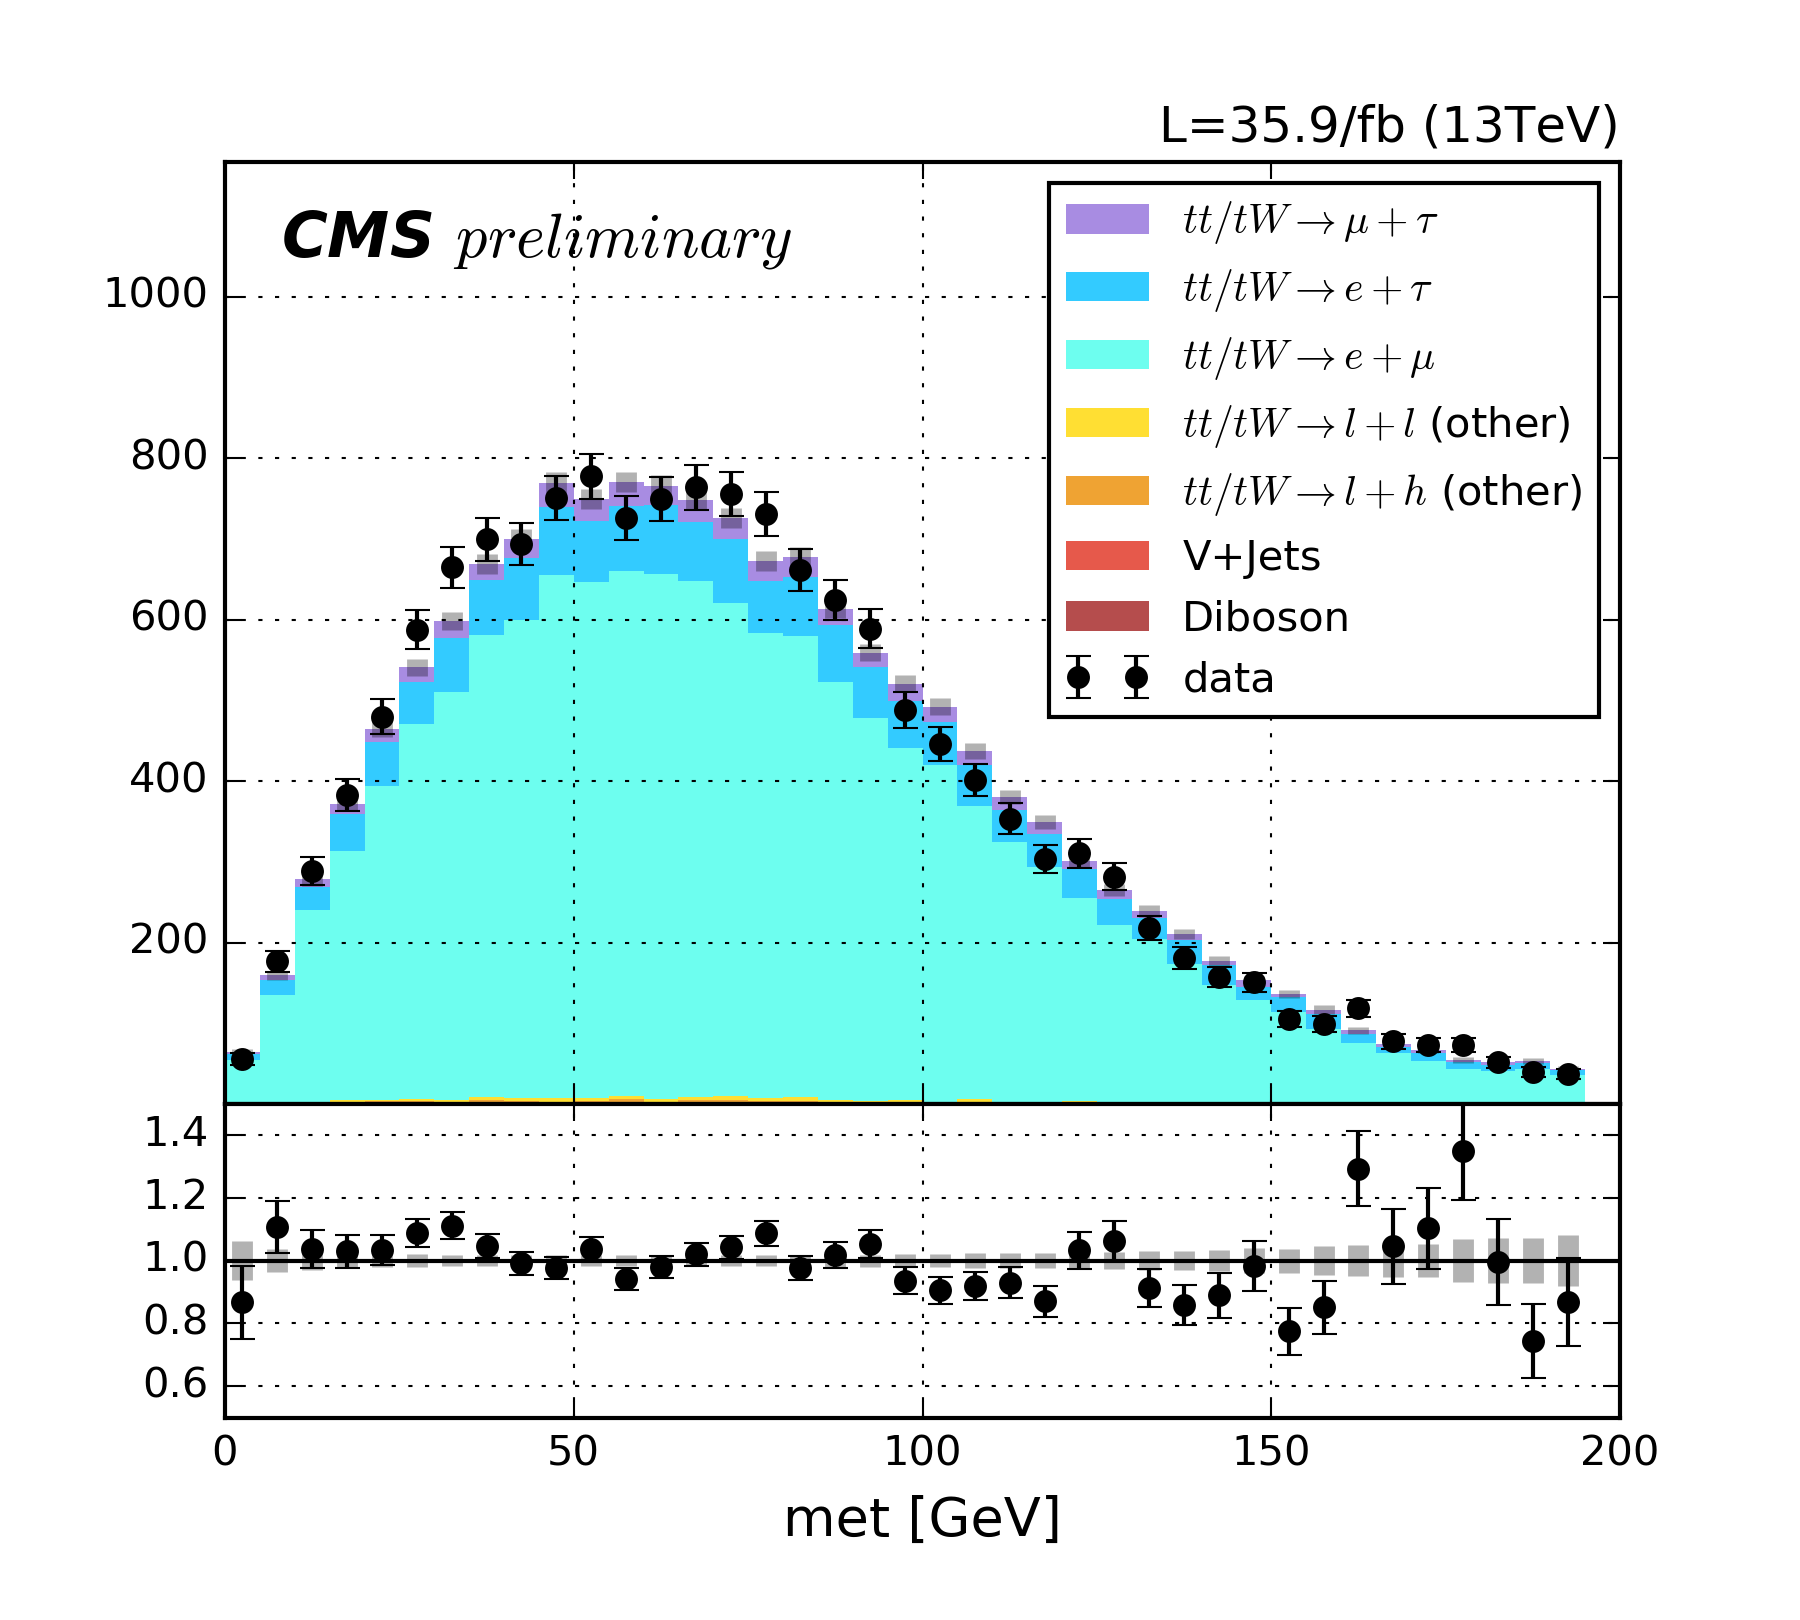 L=35.9/fb (13TeV)
CMS preliminary
tt/tW → μ + τ
tt/tW → e + τ
tt/tW → e + μ
tt/tW → l + l (other)
tt/tW → l + h (other)
V+Jets
Diboson
data
1000
800
600
400
200
1.4
1.2
1.0
0.8
0.6
0 50 100 150 200
met [GeV]